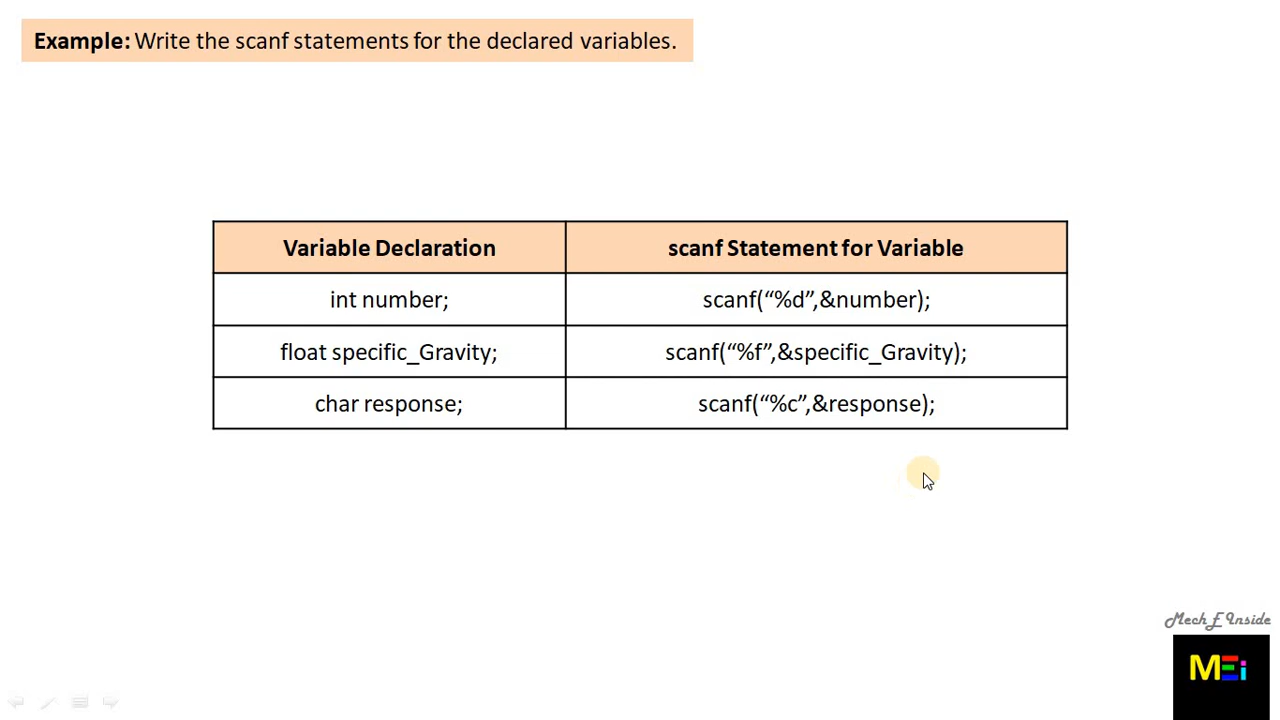 Example: Write the scanf statements for the declared variables.
Variable Declaration scanf Statement for Variable
int number; scanf(“%d”,&number);
float specific_Gravity; scanf(“%f”,&specific_Gravity);
char response; scanf(“%c”,&response);
Mech E Inside
MEi